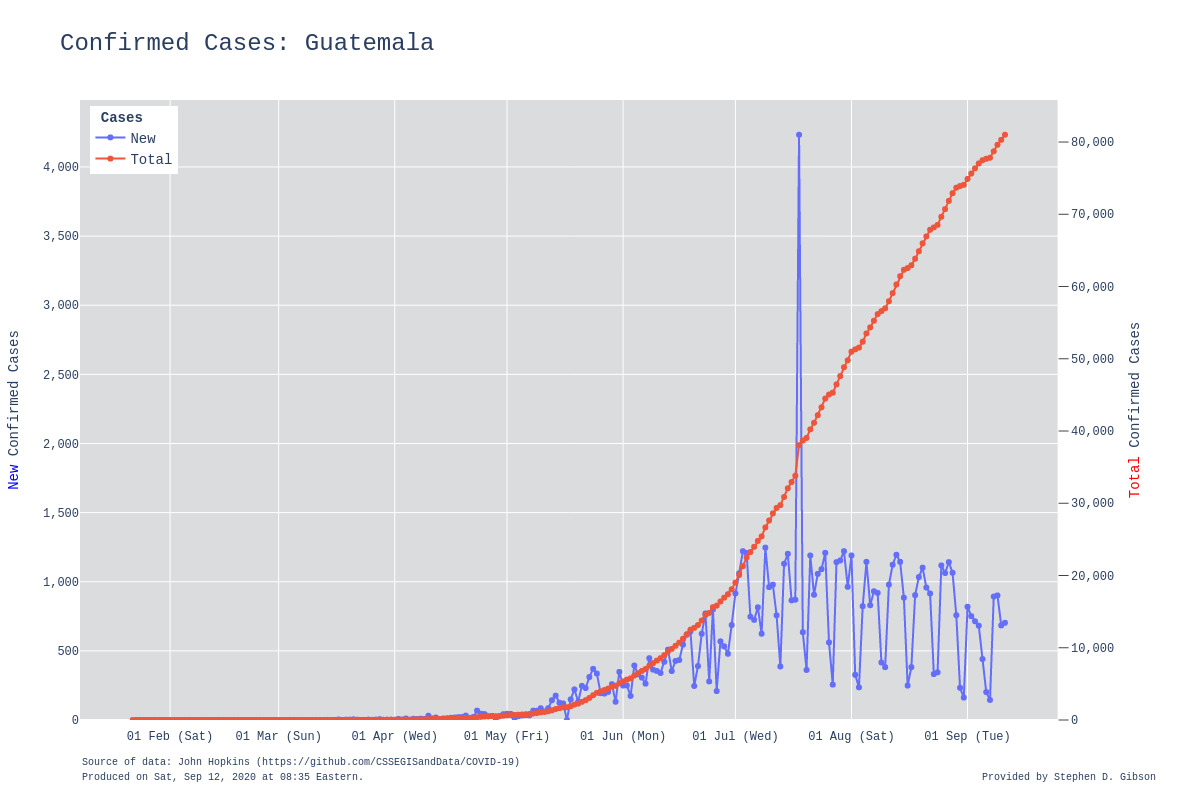 Confirmed Cases: Guatemala
Cases
New
Total
4,000
3,500
3,000
2,500
2,000
1,500
1,000
500
0
New Confirmed Cases
80,000
70,000
60,000
50,000
40,000
30,000
20,000
10,000
0
Total Confirmed Cases
01 Feb (Sat)
01 Mar (Sun)
01 Apr (Wed)
01 May (Fri)
01 Jun (Mon)
01 Jul (Wed)
01 Aug (Sat)
01 Sep (Tue)
Source of data: John Hopkins (https://github.com/CSSEGISandData/COVID-19)
Produced on Sat, Sep 12, 2020 at 08:35 Eastern.
Provided by Stephen D. Gibson